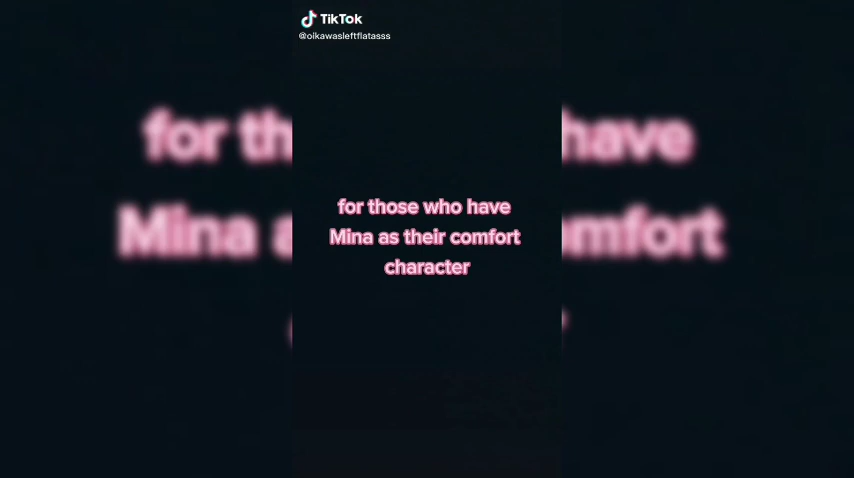 TikTok
@oikawasleftflatasss
for those who have
Mina as their comfort
character